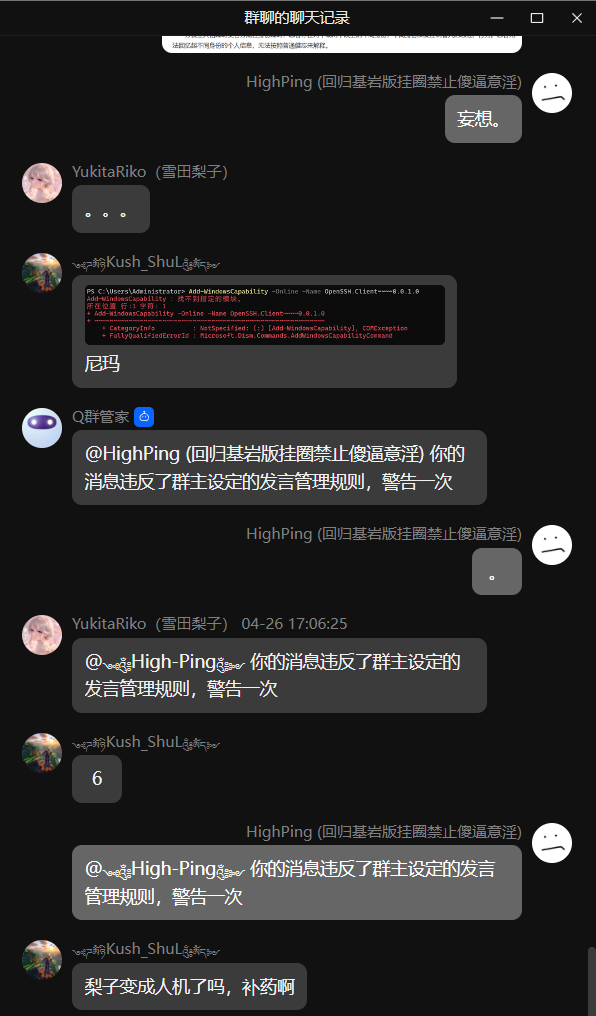 群聊的聊天记录
HighPing (回归基岩版挂圈禁止傻逼意淫)
妄想。
YukitaRiko（雪田梨子）
。。。
Kush_ShuL
PS C:\Users\Administrator> Add-WindowsCapability -Online -Name OpenSSH.Client~~~~0.0.1.0
Add-WindowsCapability : 找不到指定的模块。
所在位置 行:1 字符: 1
+ Add-WindowsCapability -Online -Name OpenSSH.Client~~~~0.0.1.0
+ CategoryInfo : NotSpecified: (:) [Add-WindowsCapability], COMException
+ FullyQualifiedErrorId : Microsoft.Dism.Commands.AddWindowsCapabilityCommand
尼玛
Q群管家
@HighPing (回归基岩版挂圈禁止傻逼意淫) 你的
消息违反了群主设定的发言管理规则，警告一次
HighPing (回归基岩版挂圈禁止傻逼意淫)
。
YukitaRiko（雪田梨子） 04-26 17:06:25
@High-Ping 你的消息违反了群主设定的
发言管理规则，警告一次
Kush_ShuL
6
HighPing (回归基岩版挂圈禁止傻逼意淫)
@High-Ping 你的消息违反了群主设定的发言
管理规则，警告一次
Kush_ShuL
梨子变成人机了吗，补药啊